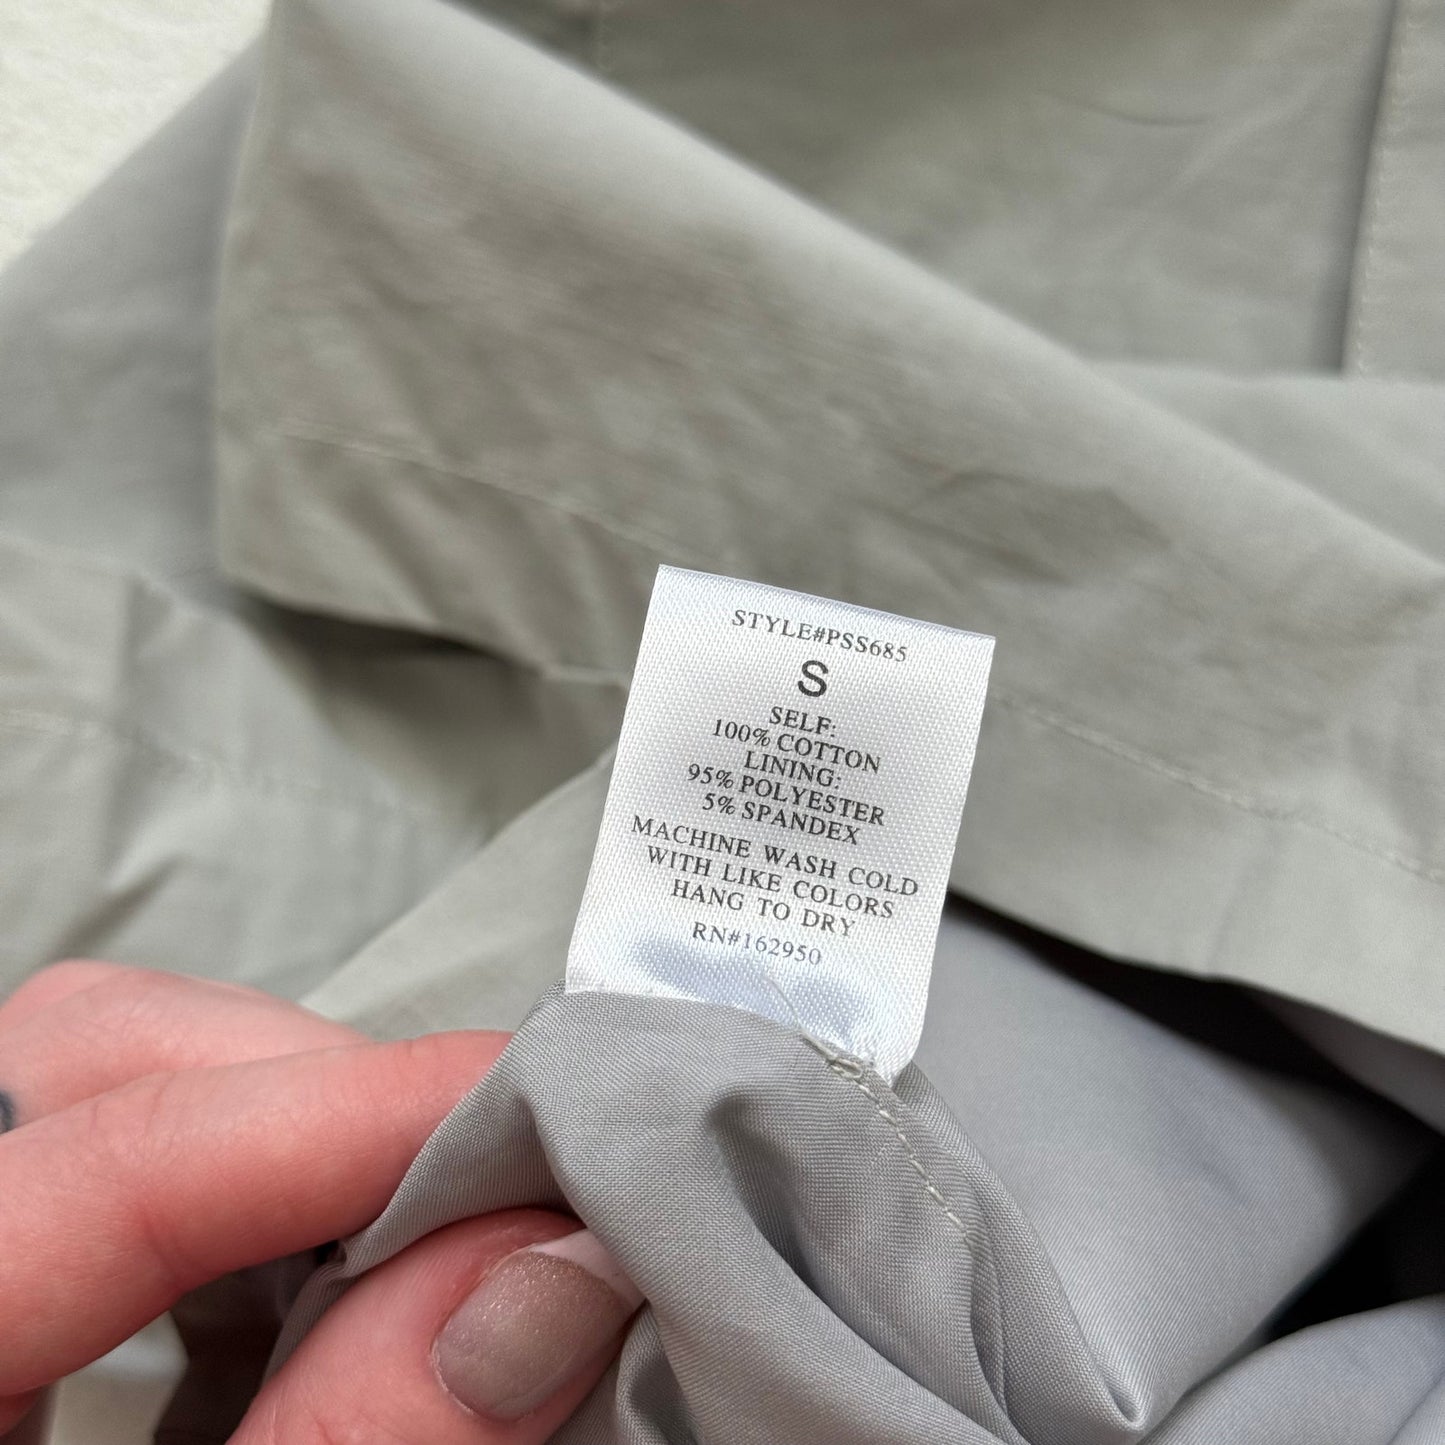 STYLE#PSS685
S
SELF:
100% COTTON
LINING:
95% POLYESTER
5% SPANDEX
MACHINE WASH COLD
WITH LIKE COLORS
HANG TO DRY
RN#162950